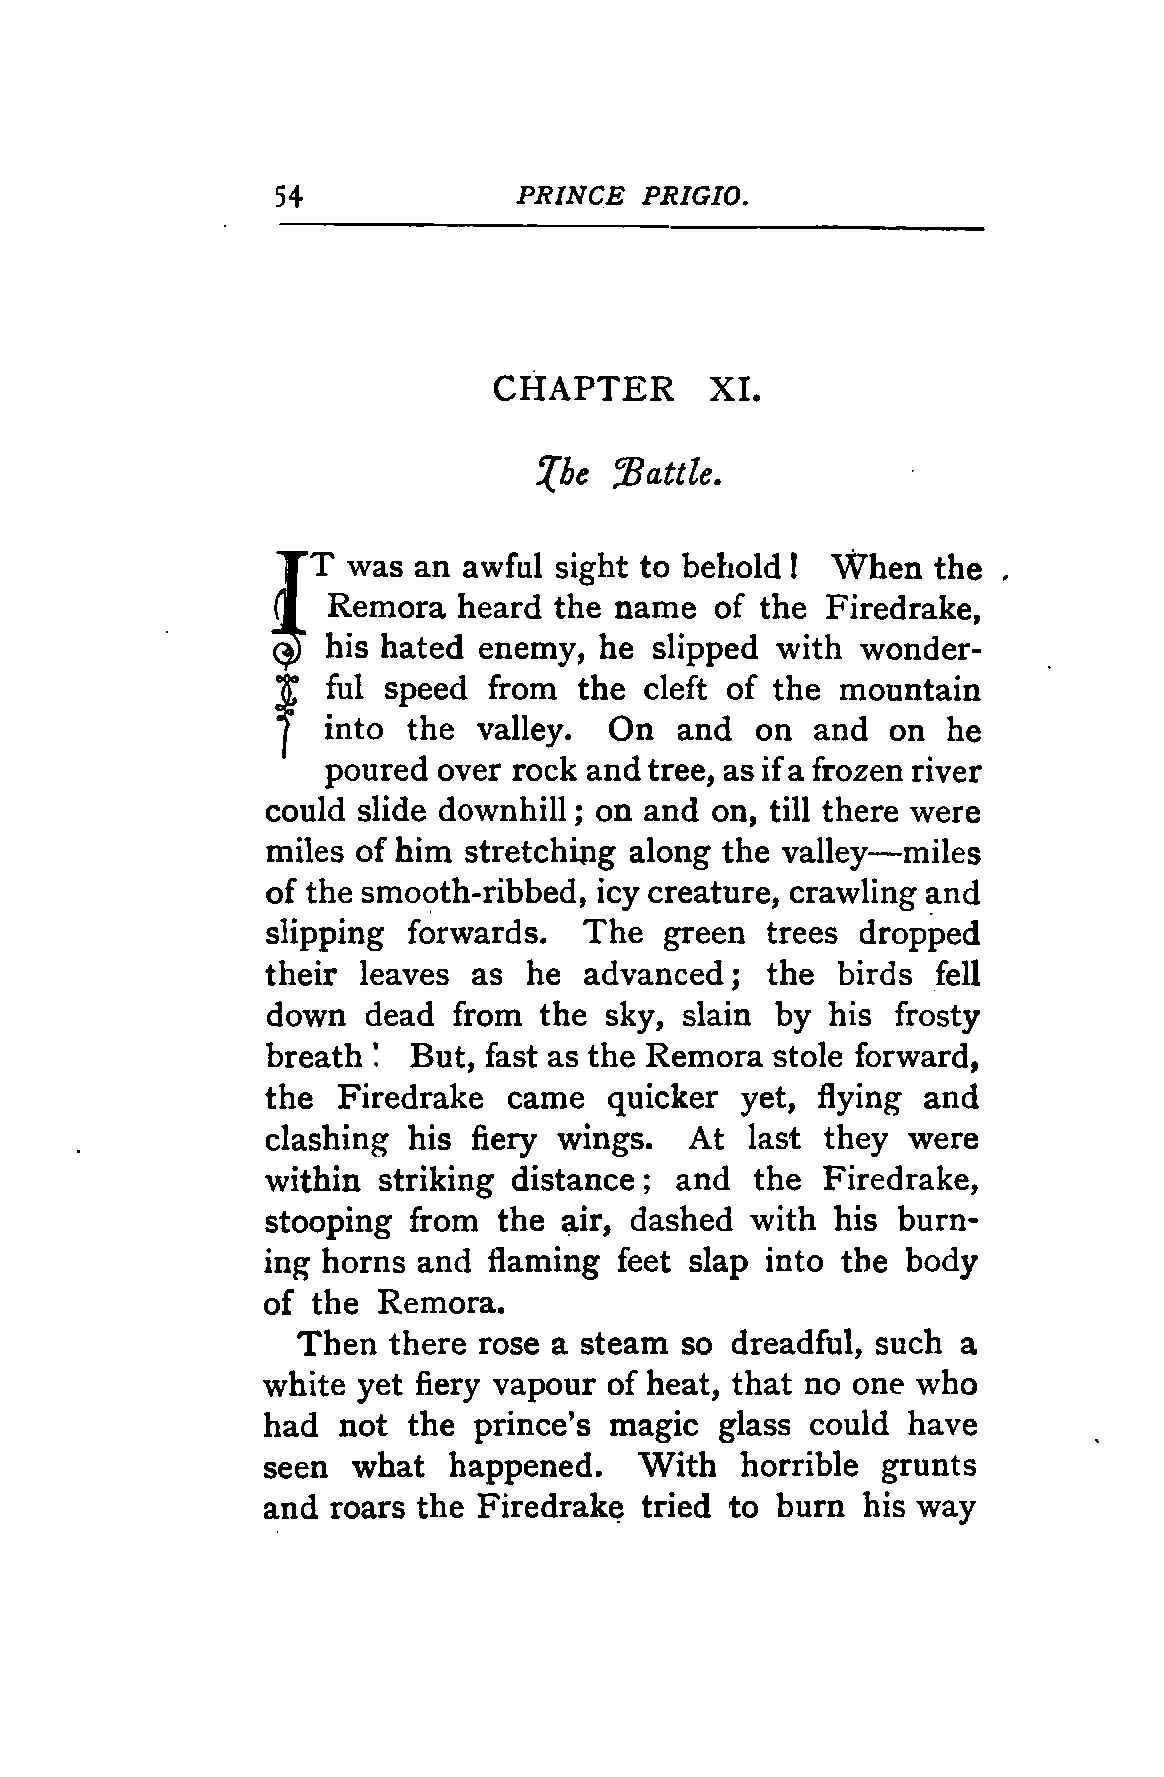 54 PRINCE PRIGIO.
CHAPTER XI.
The Battle.
IT was an awful sight to behold! When the
Remora heard the name of the Firedrake,
his hated enemy, he slipped with wonder-
ful speed from the cleft of the mountain
into the valley. On and on and on he
poured over rock and tree, as if a frozen river
could slide downhill; on and on, till there were
miles of him stretching along the valley—miles
of the smooth-ribbed, icy creature, crawling and
slipping forwards. The green trees dropped
their leaves as he advanced; the birds fell
down dead from the sky, slain by his frosty
breath! But, fast as the Remora stole forward,
the Firedrake came quicker yet, flying and
clashing his fiery wings. At last they were
within striking distance; and the Firedrake,
stooping from the air, dashed with his burn-
ing horns and flaming feet slap into the body
of the Remora.
Then there rose a steam so dreadful, such a
white yet fiery vapour of heat, that no one who
had not the prince's magic glass could have
seen what happened. With horrible grunts
and roars the Firedrake tried to burn his way